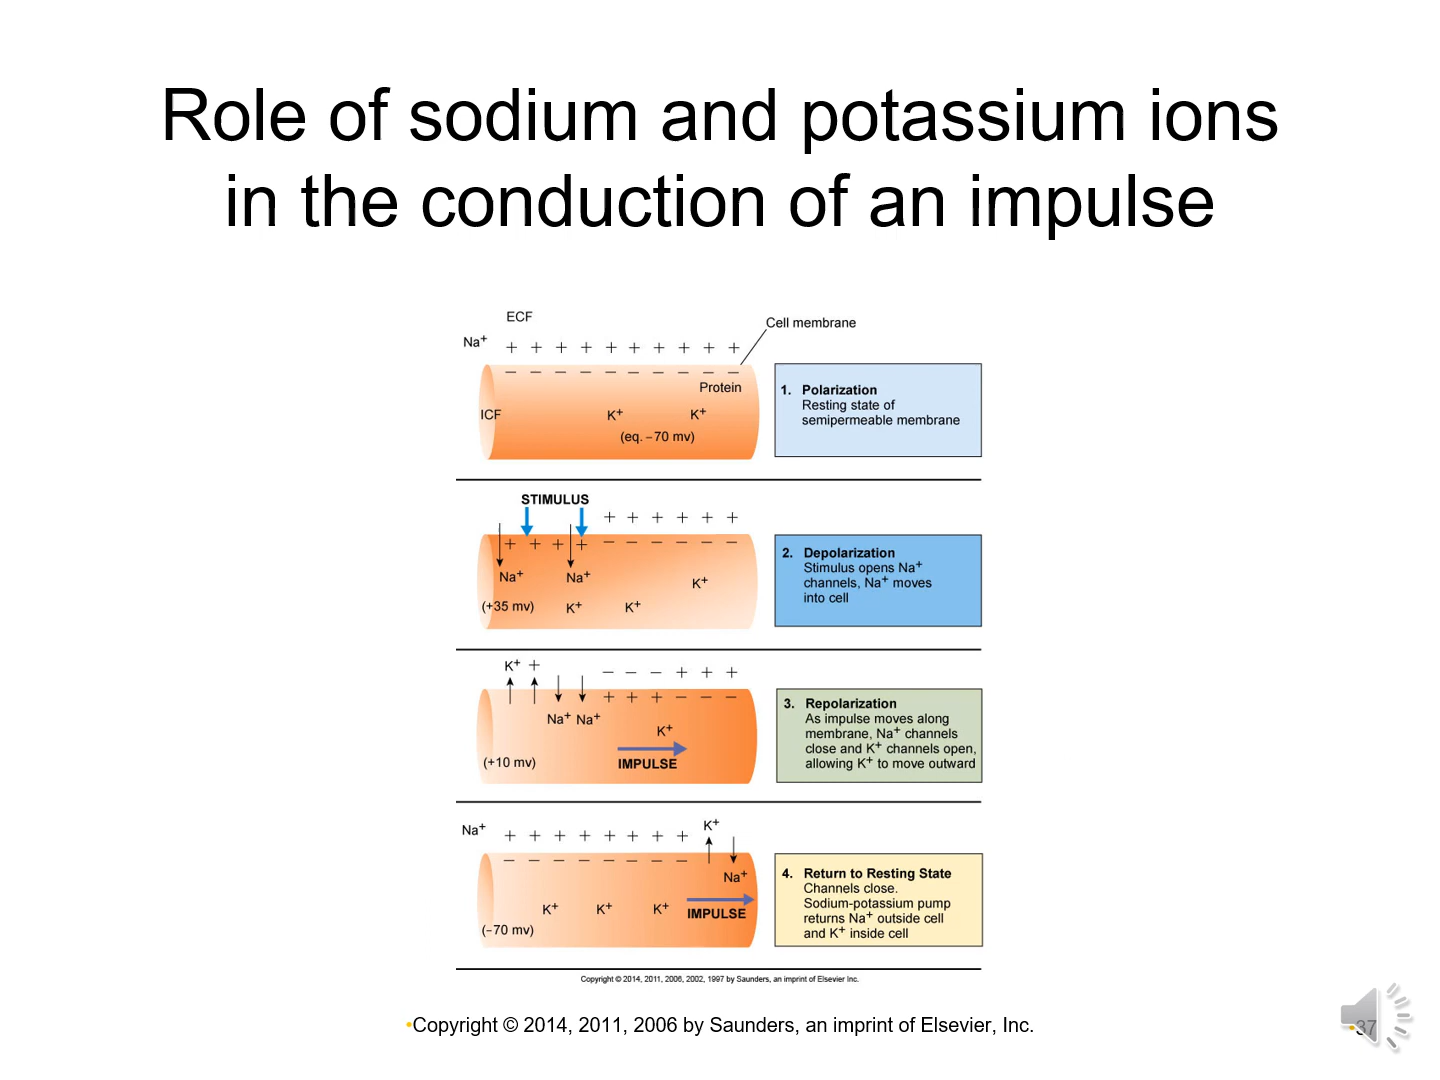 Role of sodium and potassium ions
in the conduction of an impulse
ECF
Cell membrane
Na+
+ + + + + + + + + +
− − − − − − − − − −
Protein
ICF
K+ K+
(eq. −70 mv)
1. Polarization
Resting state of
semipermeable membrane
STIMULUS
+ + + + + +
+ + + + − − − − − −
Na+ Na+
K+
(+35 mv) K+ K+
2. Depolarization
Stimulus opens Na+
channels, Na+ moves
into cell
K+ +
− − − + + +
+ + + − − −
Na+ Na+
K+
(+10 mv)
IMPULSE
3. Repolarization
As impulse moves along
membrane, Na+ channels
close and K+ channels open,
allowing K+ to move outward
Na+
+ + + + + + + + K+
− − − − − − − −
Na+
K+ K+ K+
IMPULSE
(−70 mv)
4. Return to Resting State
Channels close.
Sodium-potassium pump
returns Na+ outside cell
and K+ inside cell
Copyright © 2014, 2011, 2006, 2002, 1997 by Saunders, an imprint of Elsevier Inc.
•Copyright © 2014, 2011, 2006 by Saunders, an imprint of Elsevier, Inc.
•37